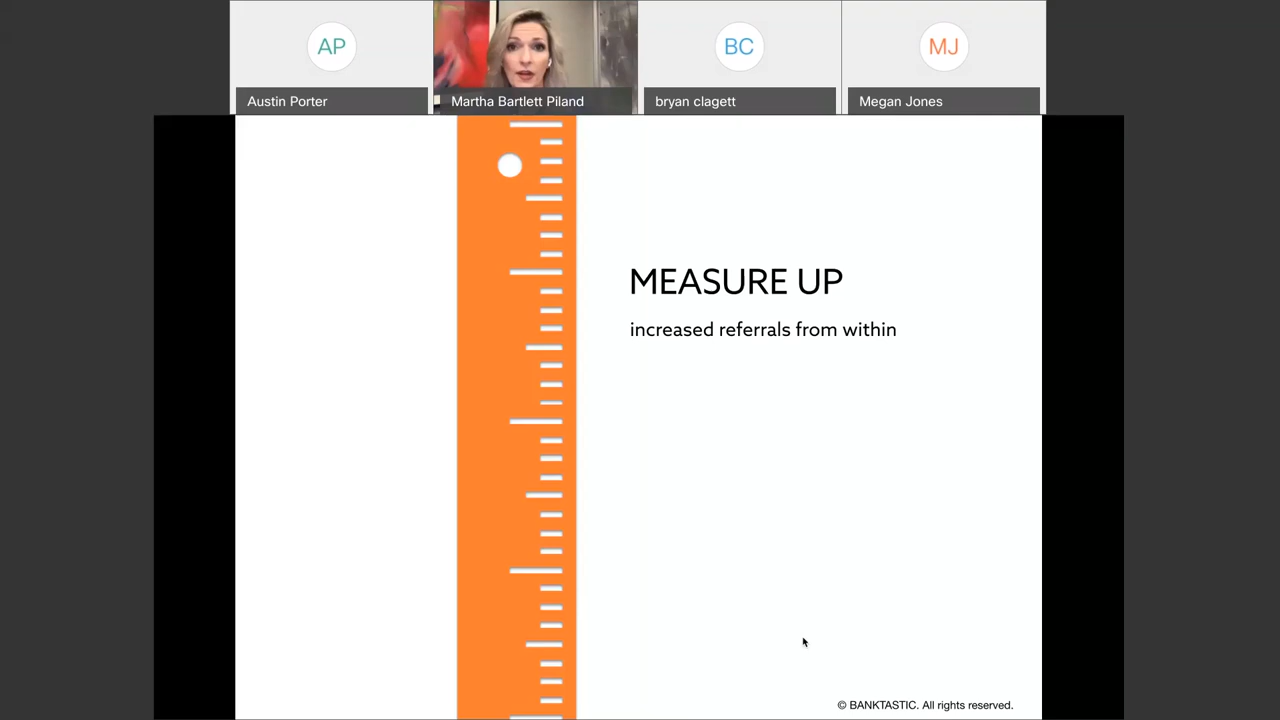 AP
BC
MJ
Austin Porter
Martha Bartlett Piland
bryan clagett
Megan Jones
MEASURE UP
increased referrals from within
© BANKTASTIC. All rights reserved.